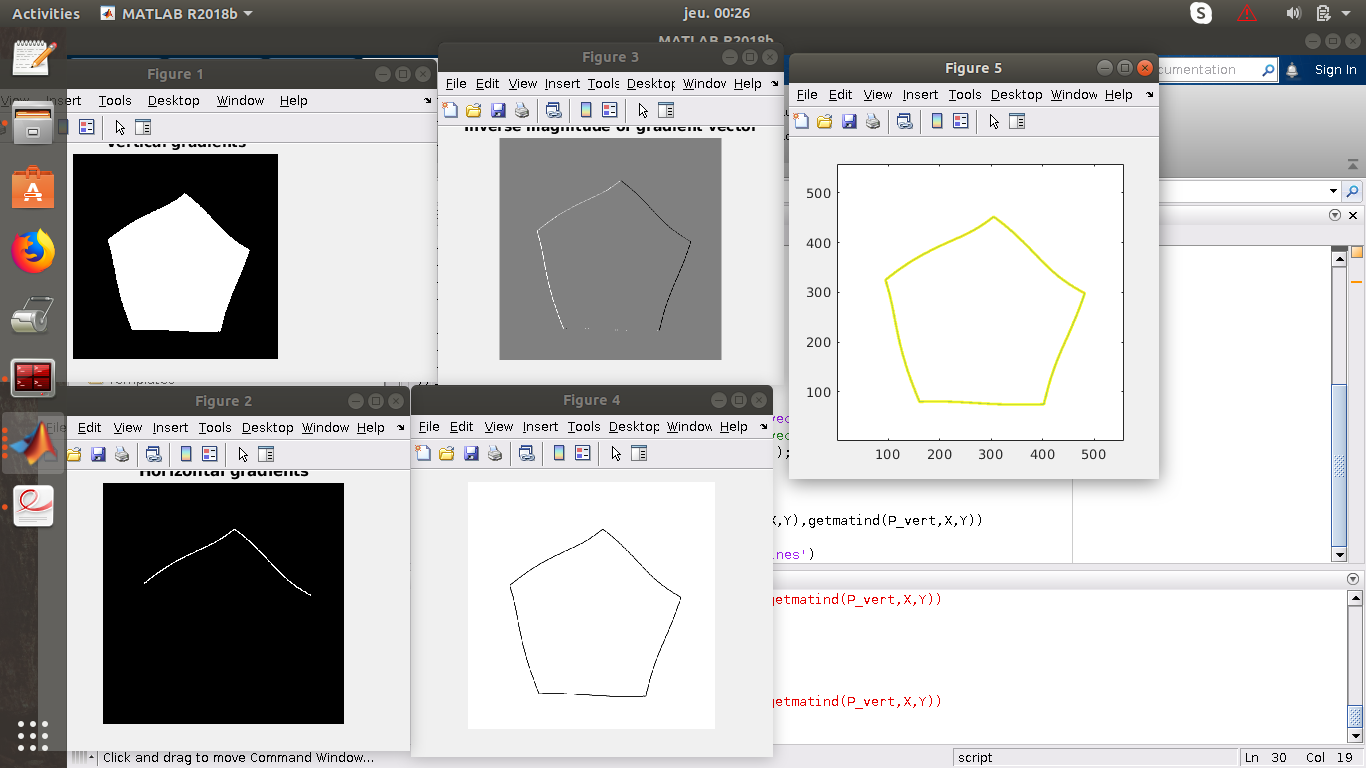 Activities MATLAB R2018b jeu. 00:26
MATLAB R2018b
Figure 1
View Insert Tools Desktop Window Help
Vertical gradients
Figure 3
File Edit View Insert Tools Desktop Window Help
Inverse magnitude of gradient vector
Figure 5
File Edit View Insert Tools Desktop Window Help
500
400
300
200
100
100 200 300 400 500
cumentation Sign In
Templates
Figure 2
File Edit View Insert Tools Desktop Window Help
Horizontal gradients
Figure 4
File Edit View Insert Tools Desktop Window Help
vec
vec
);
X,Y),getmatind(P_vert,X,Y))
ines')
getmatind(P_vert,X,Y))
getmatind(P_vert,X,Y))
Click and drag to move Command Window...
script Ln 30 Col 19